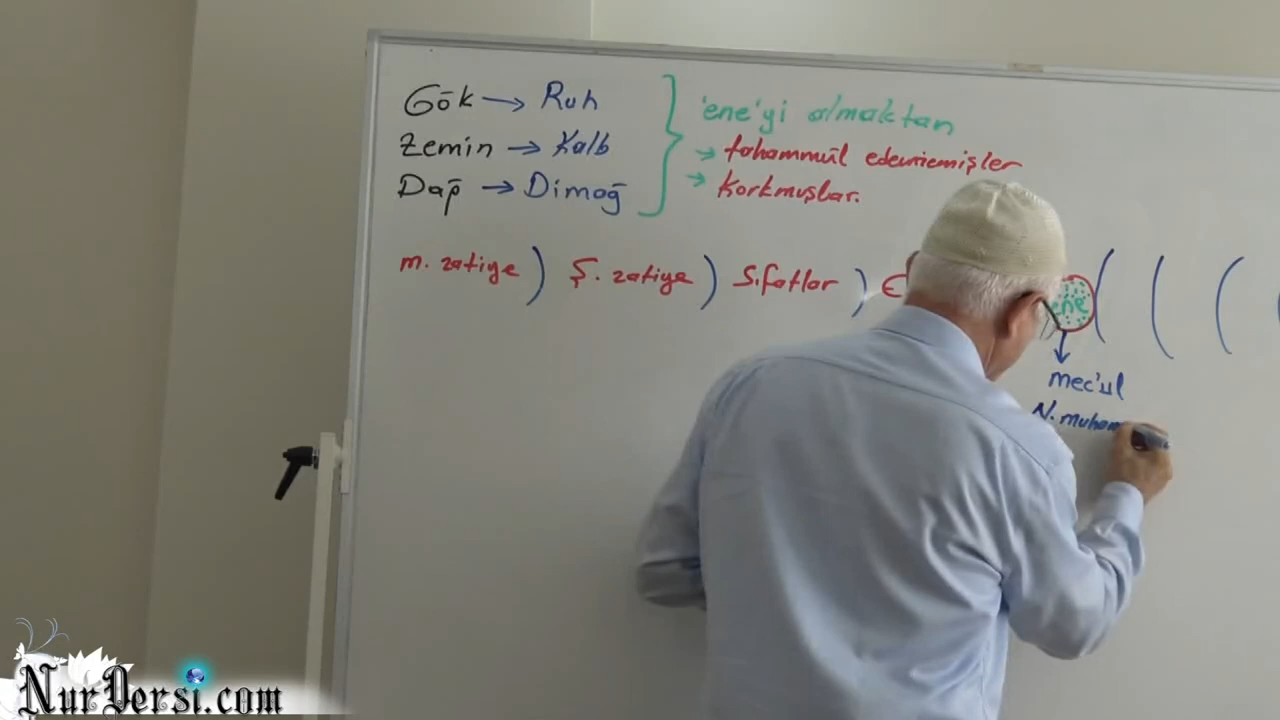 Gök → Ruh
Zemin → Kalb
Dağ → Dimağ
'ene'yi almaktan
→ tahammül edememişler
→ Korkmuşlar.
m. zatiye ) Ş. zatiye ) Sıfatlar )
ene
mec'ul
N. muham
NurDersi.com